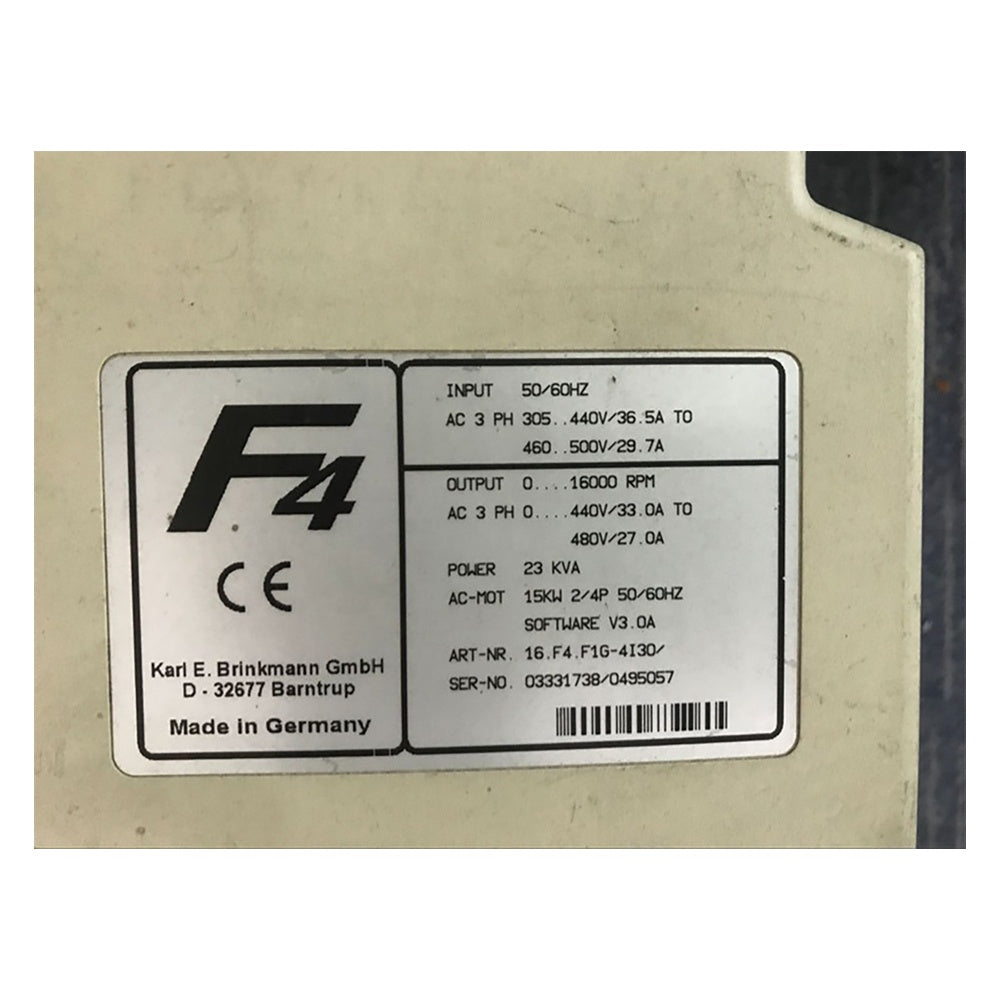 F4
CE
Karl E. Brinkmann GmbH
D - 32677 Barntrup
Made in Germany
INPUT 50/60HZ
AC 3 PH 305..440V/36.5A TO
460..500V/29.7A
OUTPUT 0....16000 RPM
AC 3 PH 0....440V/33.0A TO
480V/27.0A
POWER 23 KVA
AC-MOT 15KW 2/4P 50/60HZ
SOFTWARE V3.0A
ART-NR. 16.F4.F1G-4I30/
SER-NO. 03331738/0495057